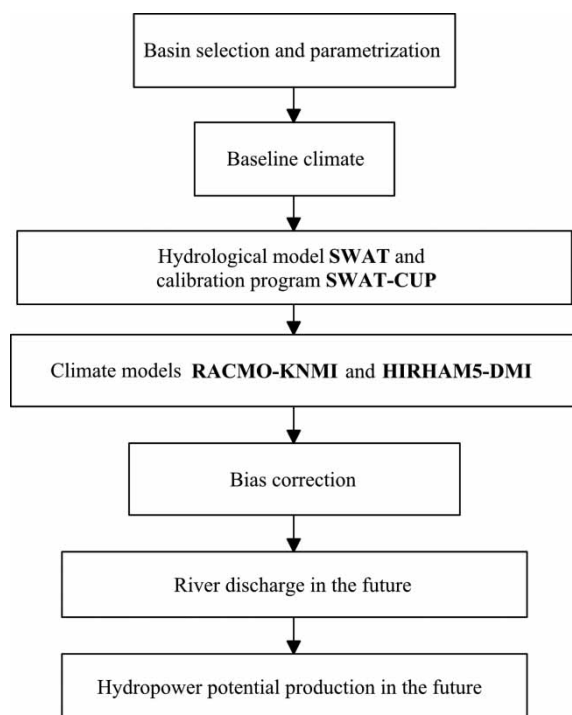 Basin selection and parametrization
Baseline climate
Hydrological model SWAT and
calibration program SWAT-CUP
Climate models RACMO-KNMI and HIRHAM5-DMI
Bias correction
River discharge in the future
Hydropower potential production in the future